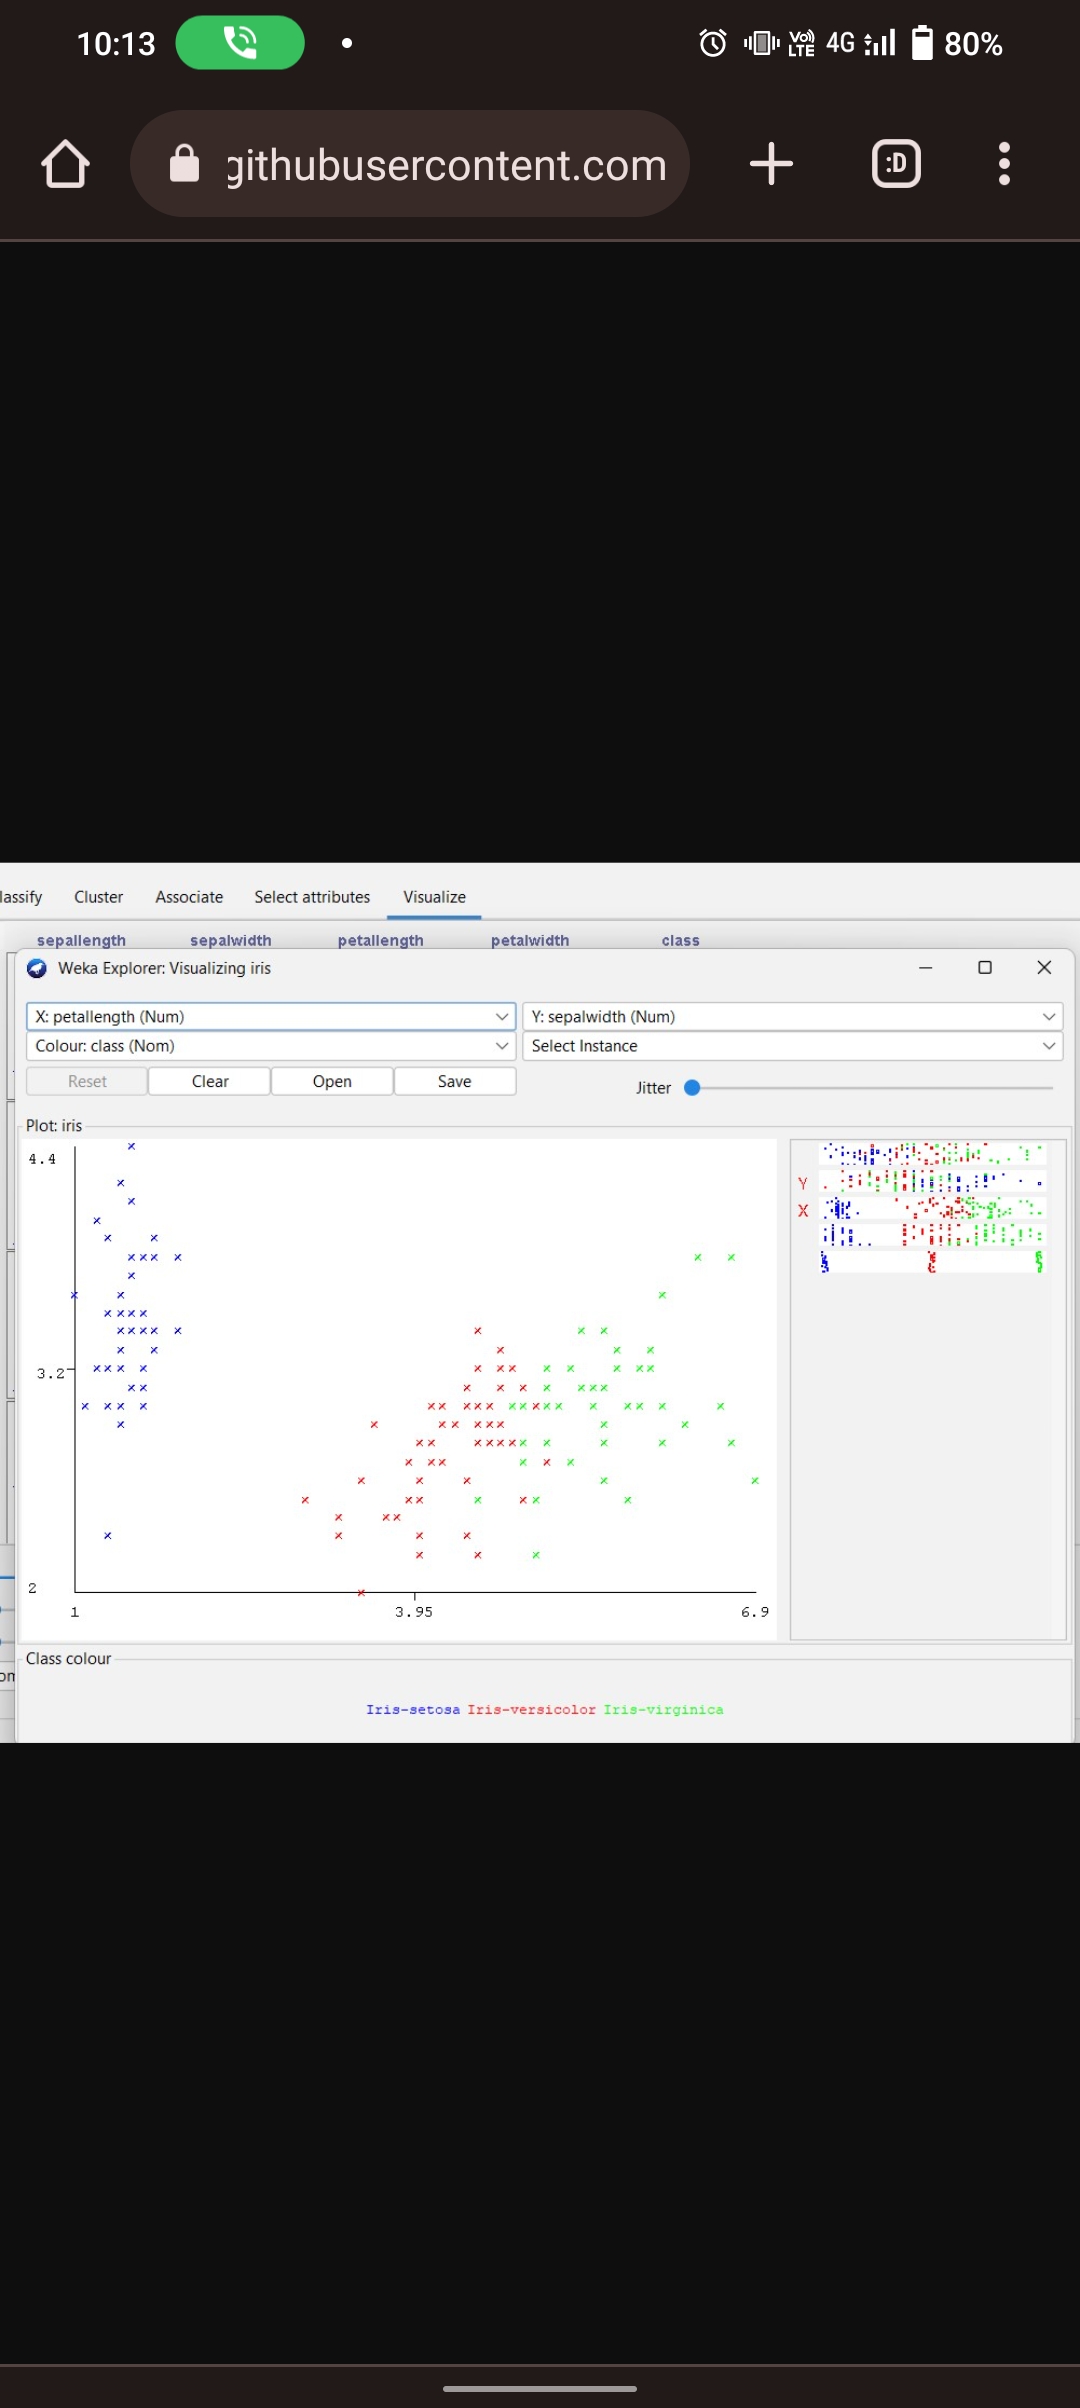 10:13 VoLTE 4G 80%
githubusercontent.com :D
lassify Cluster Associate Select attributes Visualize
sepallength sepalwidth petallength petalwidth class
Weka Explorer: Visualizing iris
X: petallength (Num) Y: sepalwidth (Num)
Colour: class (Nom) Select Instance
Reset Clear Open Save Jitter
Plot: iris
4.4
Y
X
3.2
2
1 3.95 6.9
Class colour
Iris-setosa Iris-versicolor Iris-virginica